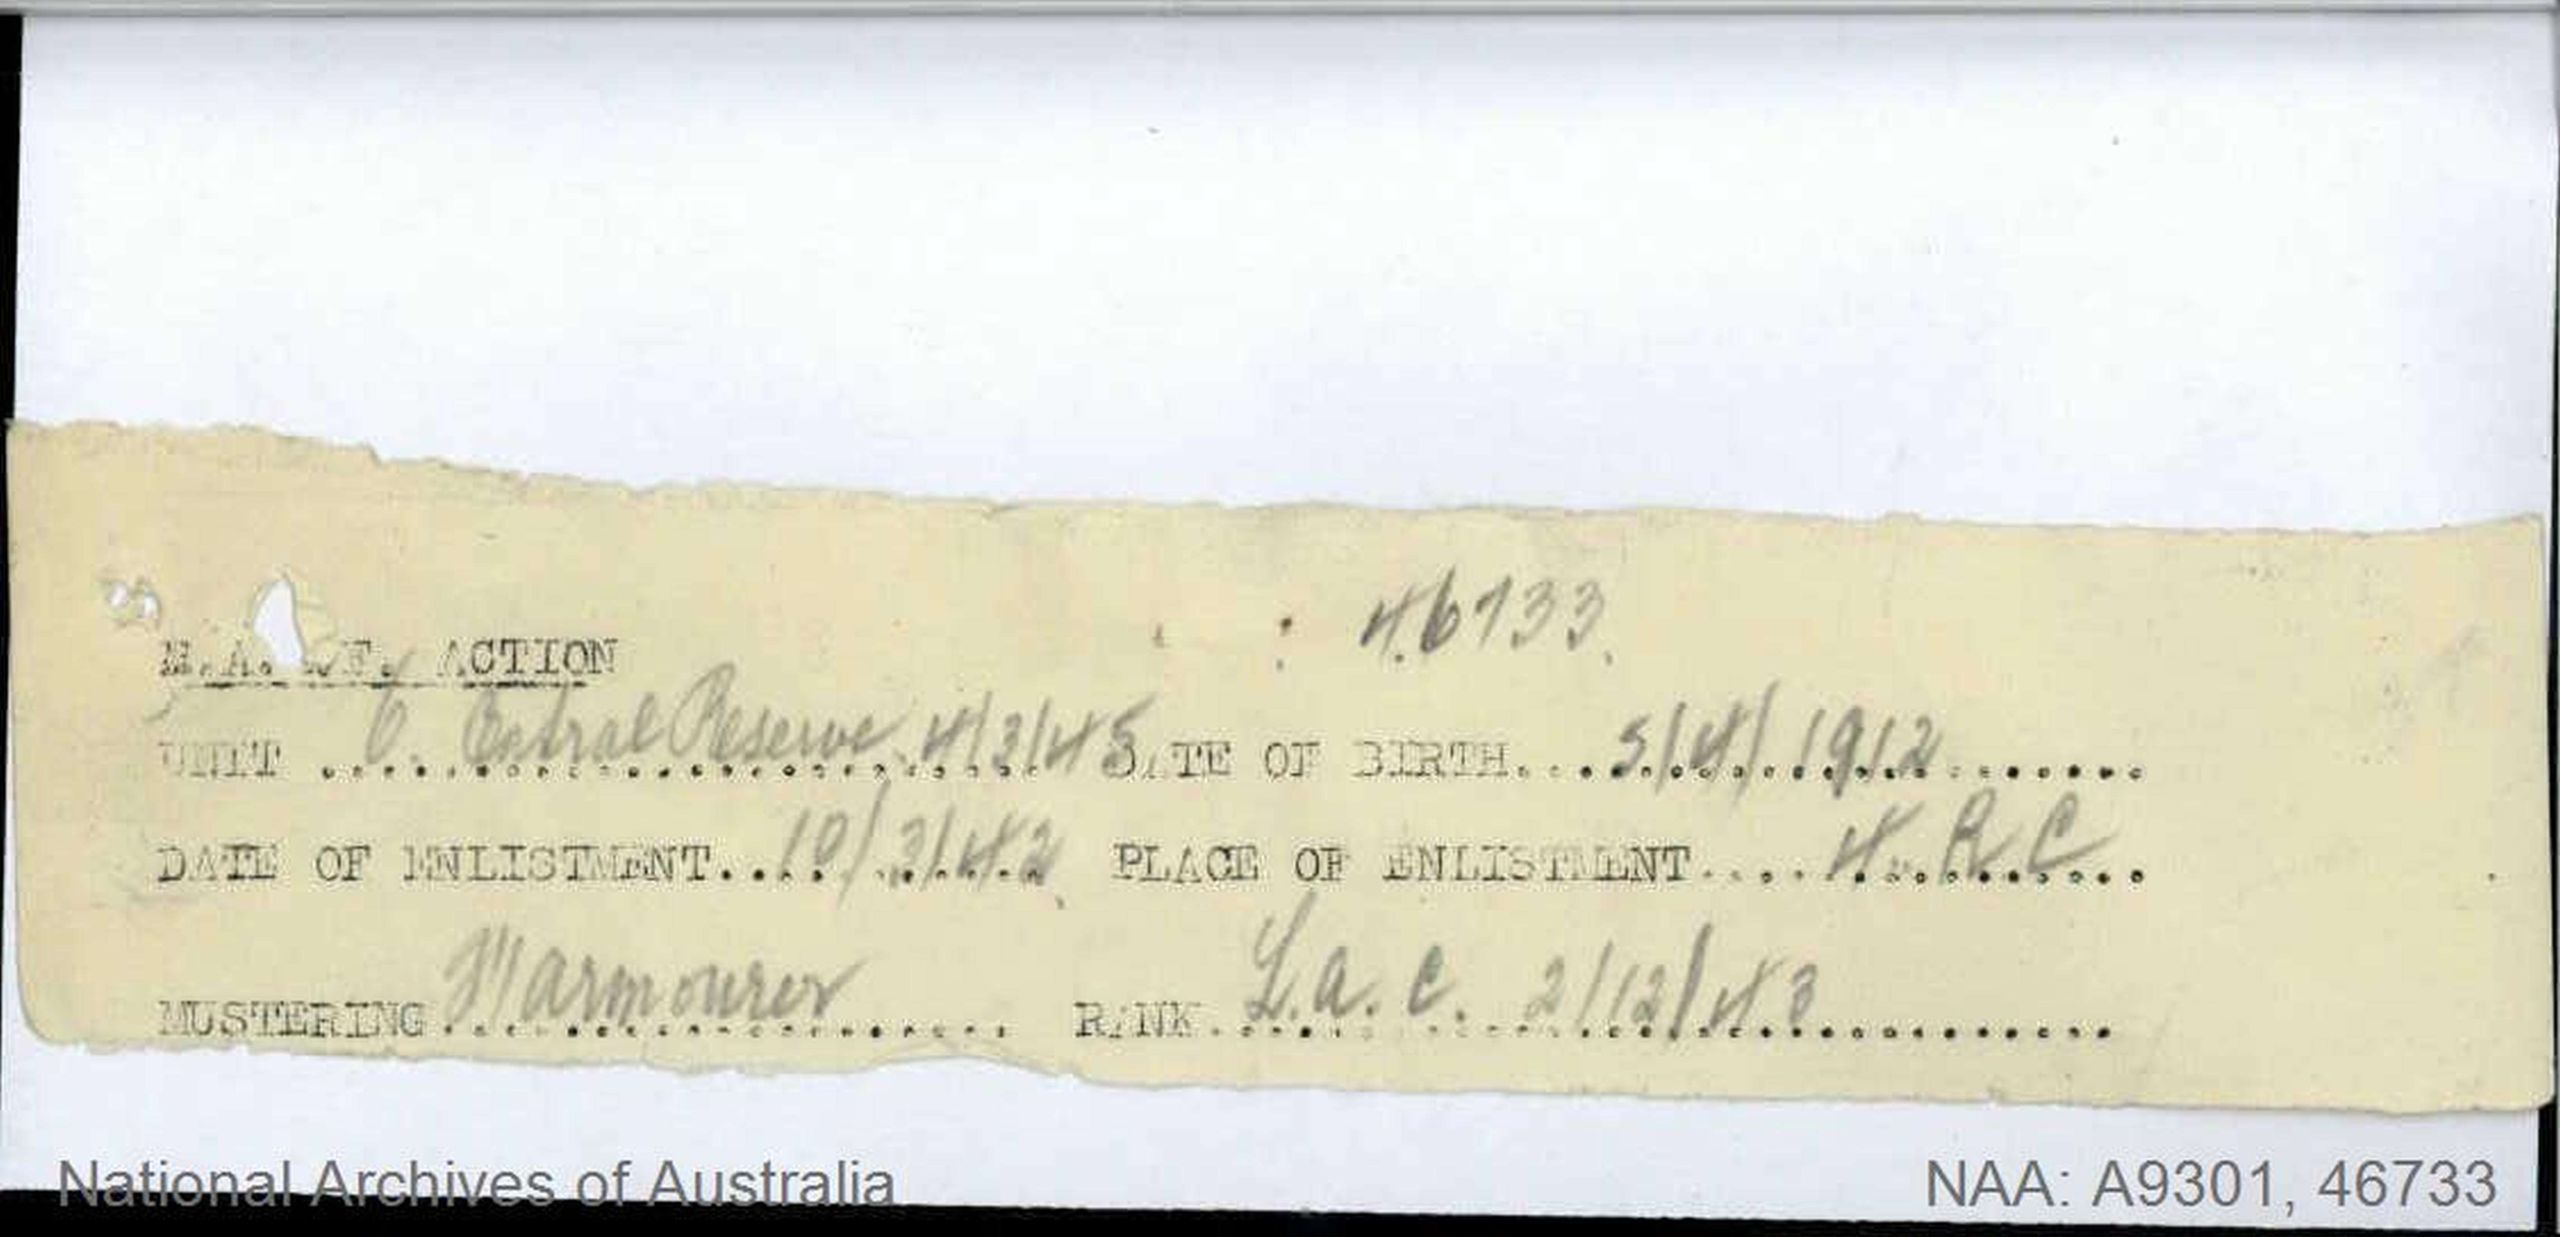 : 46733.
ACTION
UNIT .. 6. Central Reserve 4/3/45 DATE OF BIRTH....5/4/1912........
DATE OF ENLISTMENT...10/3/42 PLACE OF ENLISTMENT.... 4. R. C...
MUSTERING armourer........ RANK. L.a.c. 2/12/43...............
National Archives of Australia
NAA: A9301, 46733